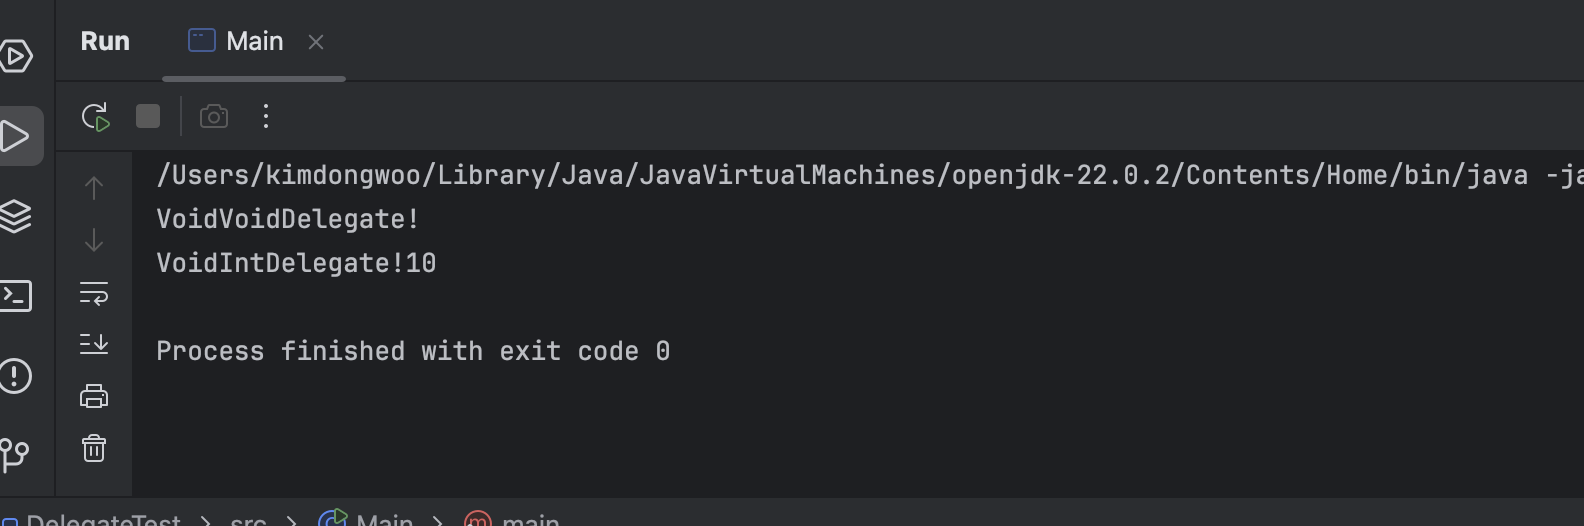 Run Main
/Users/kimdongwoo/Library/Java/JavaVirtualMachines/openjdk-22.0.2/Contents/Home/bin/java
VoidVoidDelegate!
VoidIntDelegate!10
Process finished with exit code 0
DelegateTest > src > Main > main